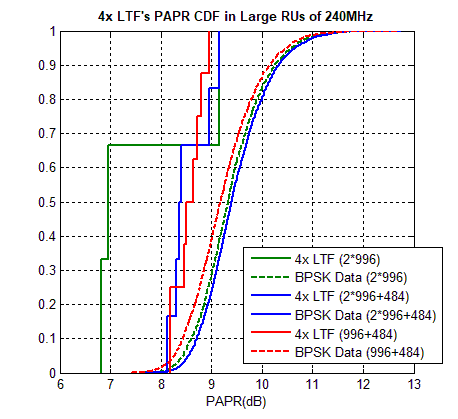 4x LTF's PAPR CDF in Large RUs of 240MHz
1
0.9
0.8
0.7
0.6
0.5
0.4
0.3
0.2
0.1
0
4x LTF (2*996)
BPSK Data (2*996)
4x LTF (2*996+484)
BPSK Data (2*996+484)
4x LTF (996+484)
BPSK Data (996+484)
6 7 8 9 10 11 12 13
PAPR(dB)